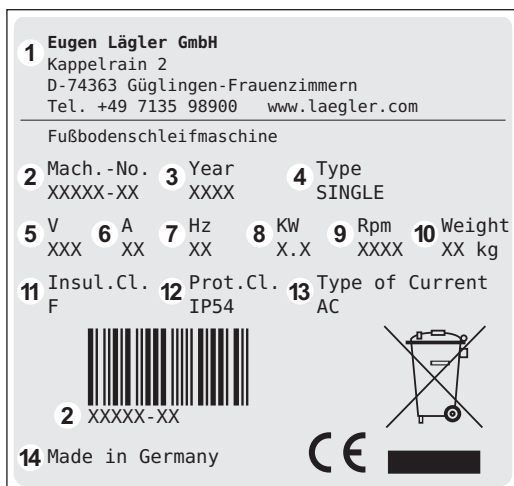 1 Eugen Lägler GmbH
Kappelrain 2
D-74363 Güglingen-Frauenzimmern
Tel. +49 7135 98900 www.laegler.com
Fußbodenschleifmaschine
2 Mach.-No. 3 Year 4 Type
XXXXX-XX XXXX SINGLE
5 V 6 A 7 Hz 8 KW 9 Rpm 10 Weight
XXX XX XX X.X XXXX XX kg
11 Insul.Cl. 12 Prot.Cl. 13 Type of Current
F IP54 AC
2 XXXXX-XX
14 Made in Germany
CE